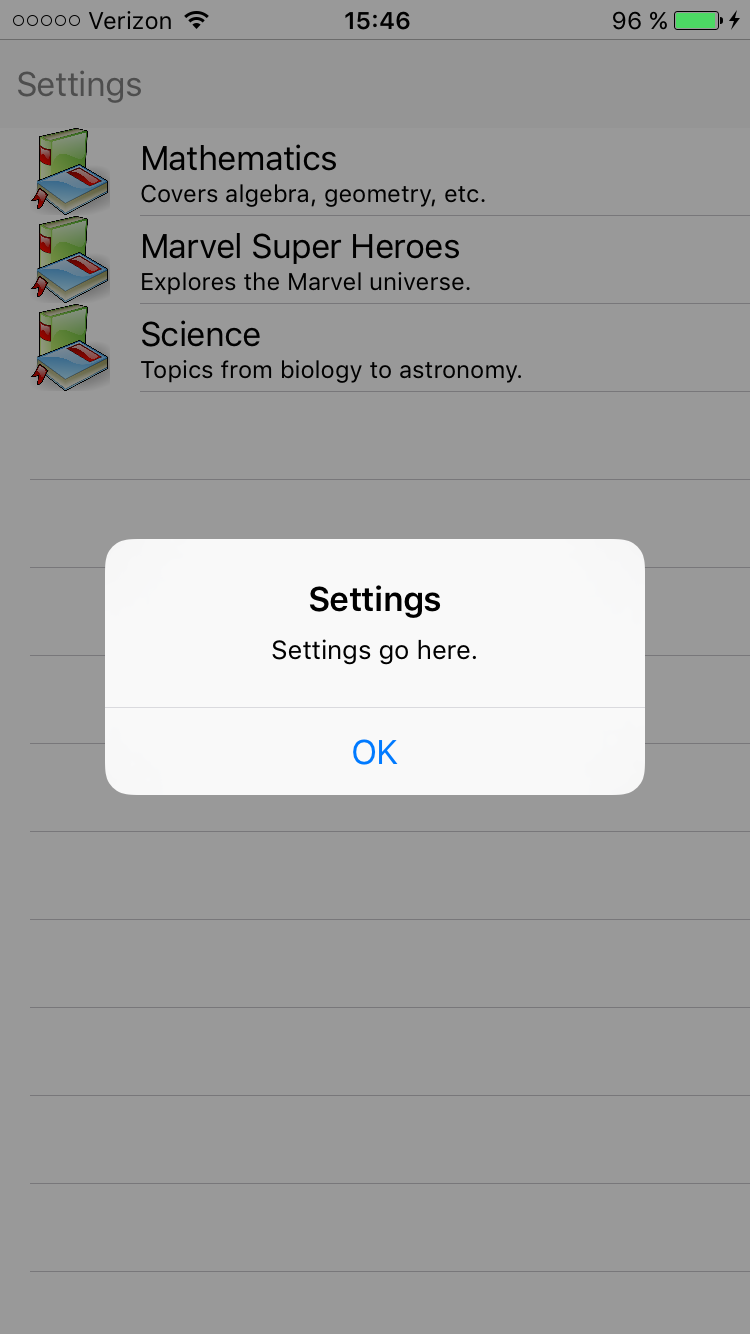 Verizon 15:46 96 %
Settings
Mathematics
Covers algebra, geometry, etc.
Marvel Super Heroes
Explores the Marvel universe.
Science
Topics from biology to astronomy.
Settings
Settings go here.
OK